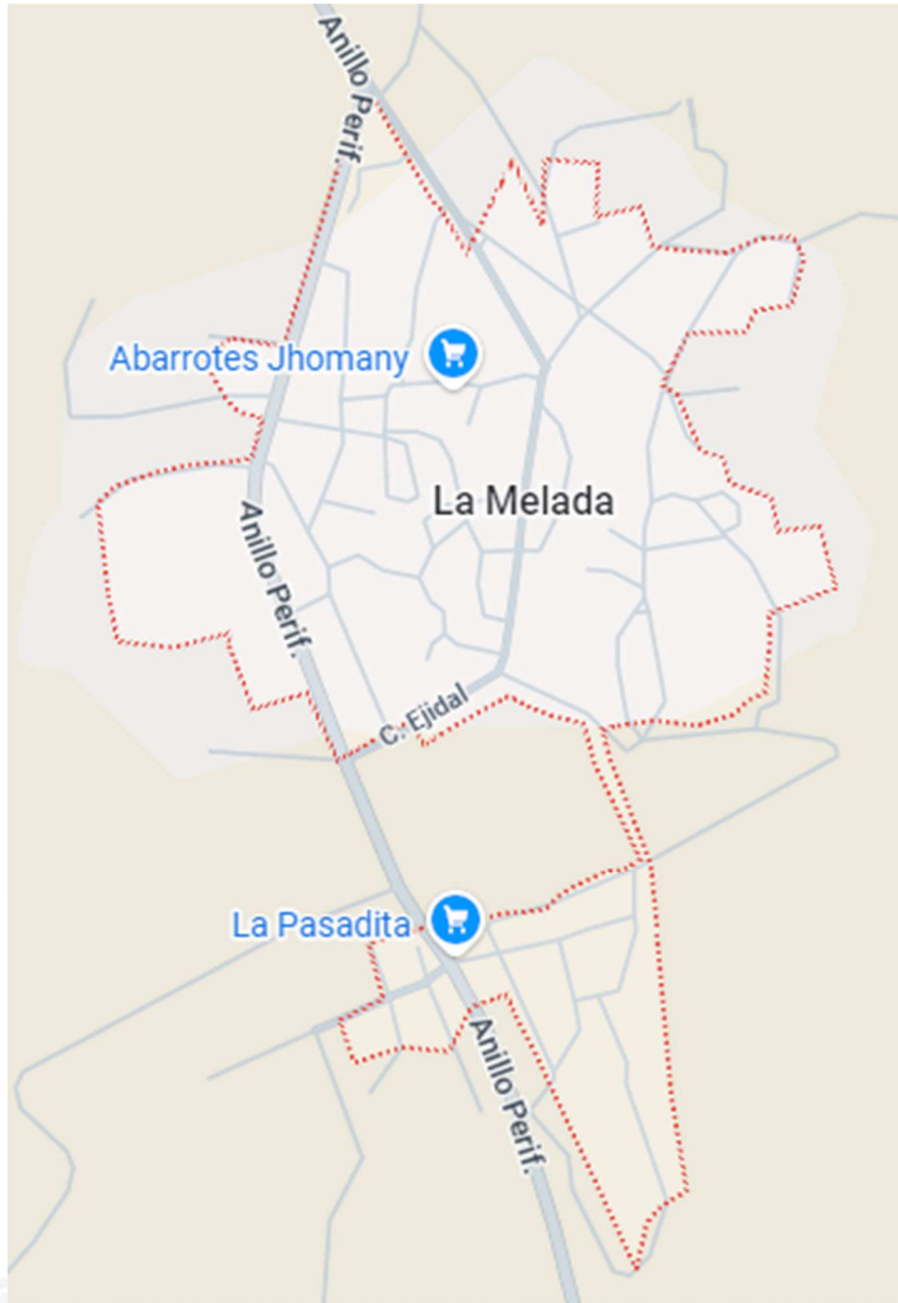 Anillo Perif.
Abarrotes Jhomany
La Melada
Anillo Perif.
C. Ejidal
La Pasadita
Anillo Perif.